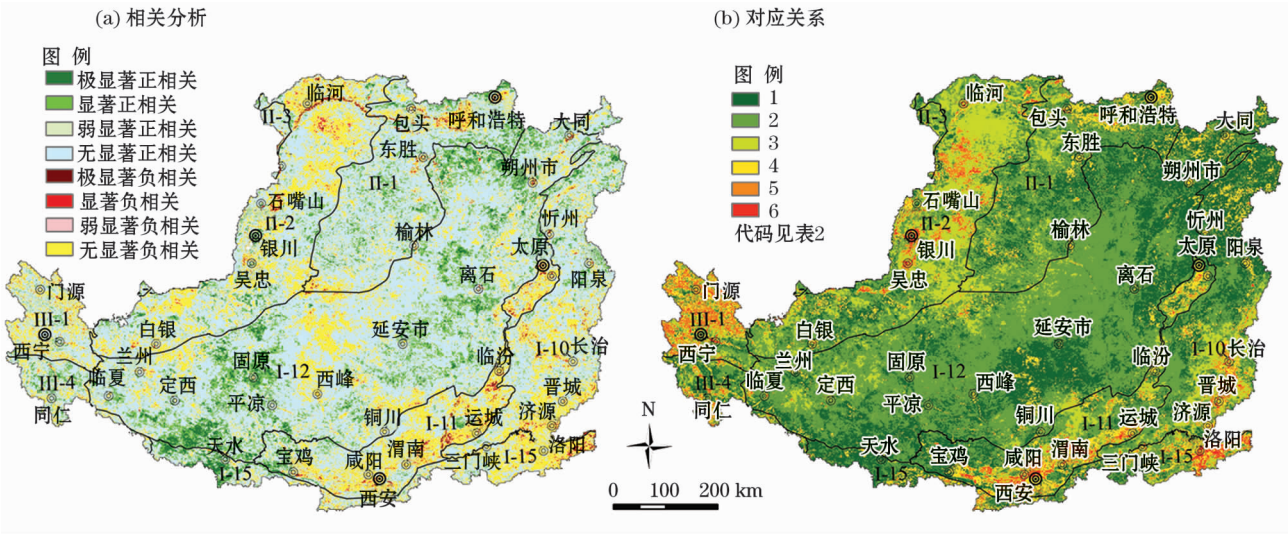 (a) 相关分析
图 例
极显著正相关
显著正相关
弱显著正相关
无显著正相关
极显著负相关
显著负相关
弱显著负相关
无显著负相关
临河
II-3
包头
呼和浩特
大同
东胜
朔州市
II-1
石嘴山
II-2
银川
忻州
榆林
太原
吴忠
离石
阳泉
门源
III-1
白银
延安市
西宁
兰州
固原
临汾
I-10
长治
III-4
临夏
I-12
定西
西峰
晋城
同仁
平凉
铜川
I-11
运城
济源
天水
渭南
洛阳
宝鸡
咸阳
三门峡
I-15
I-15
西安
(b) 对应关系
图 例
1
2
3
4
5
6
代码见表2
临河
II-3
包头
呼和浩特
大同
东胜
朔州市
II-1
石嘴山
II-2
银川
忻州
榆林
太原
阳泉
吴忠
离石
门源
III-1
白银
延安市
西宁
兰州
固原
临汾
I-10
长治
III-4
临夏
I-12
定西
西峰
晋城
同仁
平凉
铜川
I-11
运城
济源
天水
渭南
洛阳
宝鸡
咸阳
三门峡
I-15
I-15
西安
N
0 100 200 km